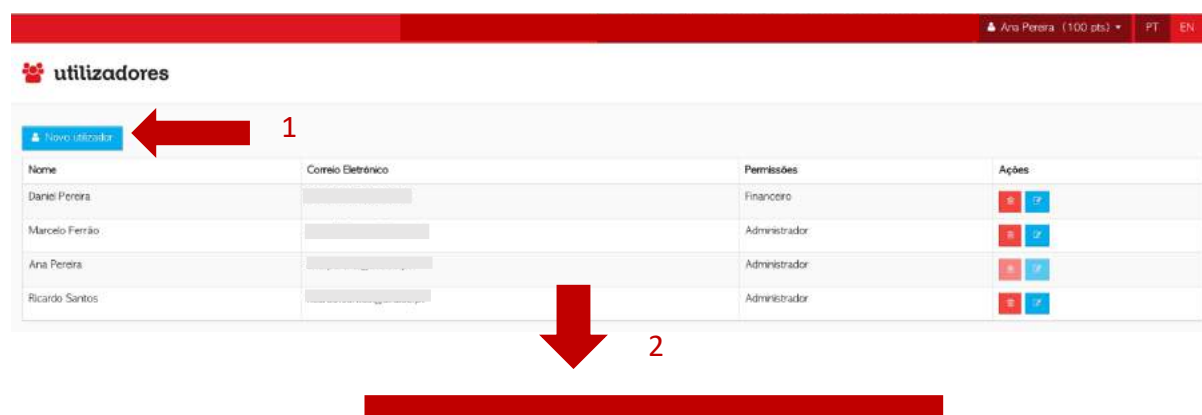 Ana Pereira (100 pts) PT EN
utilizadores
Novo utilizador 1
Nome Correio Eletrónico Permissões Ações
Daniel Pereira Financeiro
Marcelo Ferrão Administrador
Ana Pereira Administrador
Ricardo Santos Administrador
2